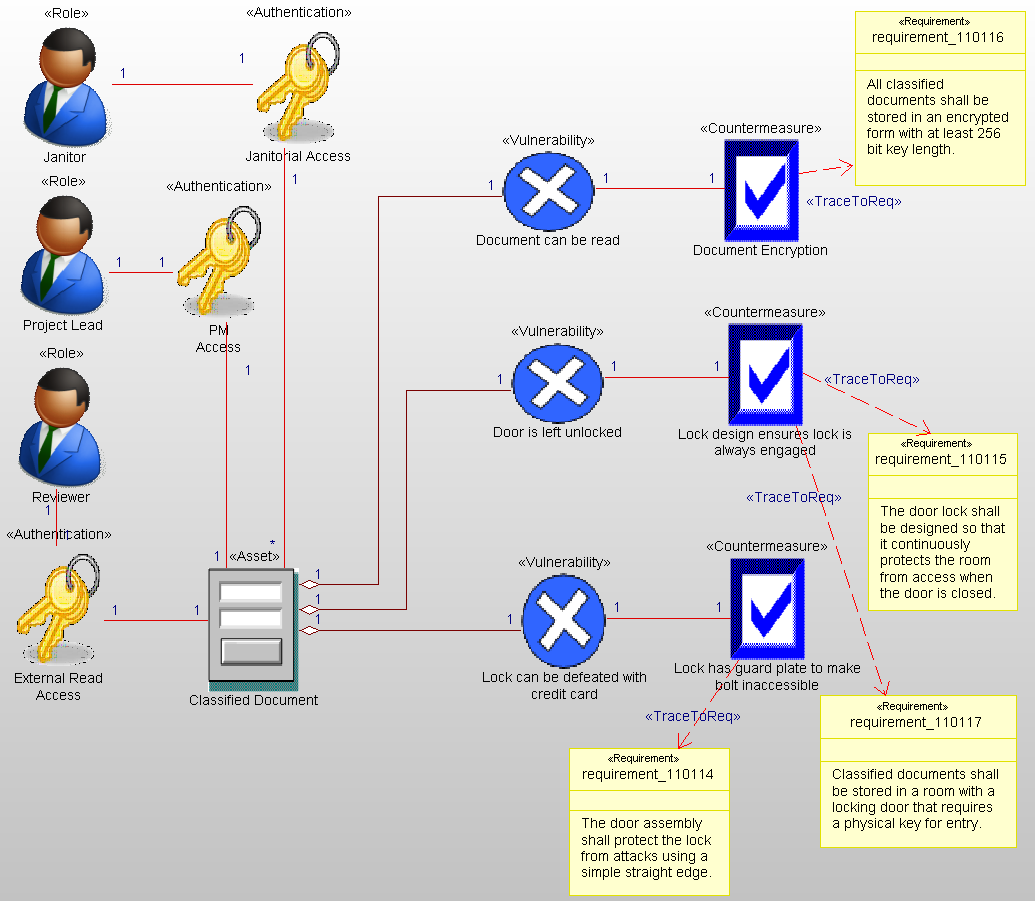 «Role»
Janitor
1
1
«Authentication»
Janitorial Access
1
«Role»
Project Lead
1
1
«Authentication»
PM
Access
1
«Role»
Reviewer
1
«Authentication»
External Read
Access
1
1
1
*
«Asset»
Classified Document
1
1
1
1
«Vulnerability»
Document can be read
1
1
«Countermeasure»
Document Encryption
«TraceToReq»
«Requirement»
requirement_110116
All classified
documents shall be
stored in an encrypted
form with at least 256
bit key length.
1
«Vulnerability»
Door is left unlocked
1
1
«Countermeasure»
Lock design ensures lock is
always engaged
«TraceToReq»
«TraceToReq»
«Requirement»
requirement_110115
The door lock shall
be designed so that
it continuously
protects the room
from access when
the door is closed.
1
«Vulnerability»
Lock can be defeated with
credit card
1
1
«Countermeasure»
Lock has guard plate to make
bolt inaccessible
«TraceToReq»
«Requirement»
requirement_110114
The door assembly
shall protect the lock
from attacks using a
simple straight edge.
«Requirement»
requirement_110117
Classified documents shall
be stored in a room with a
locking door that requires
a physical key for entry.